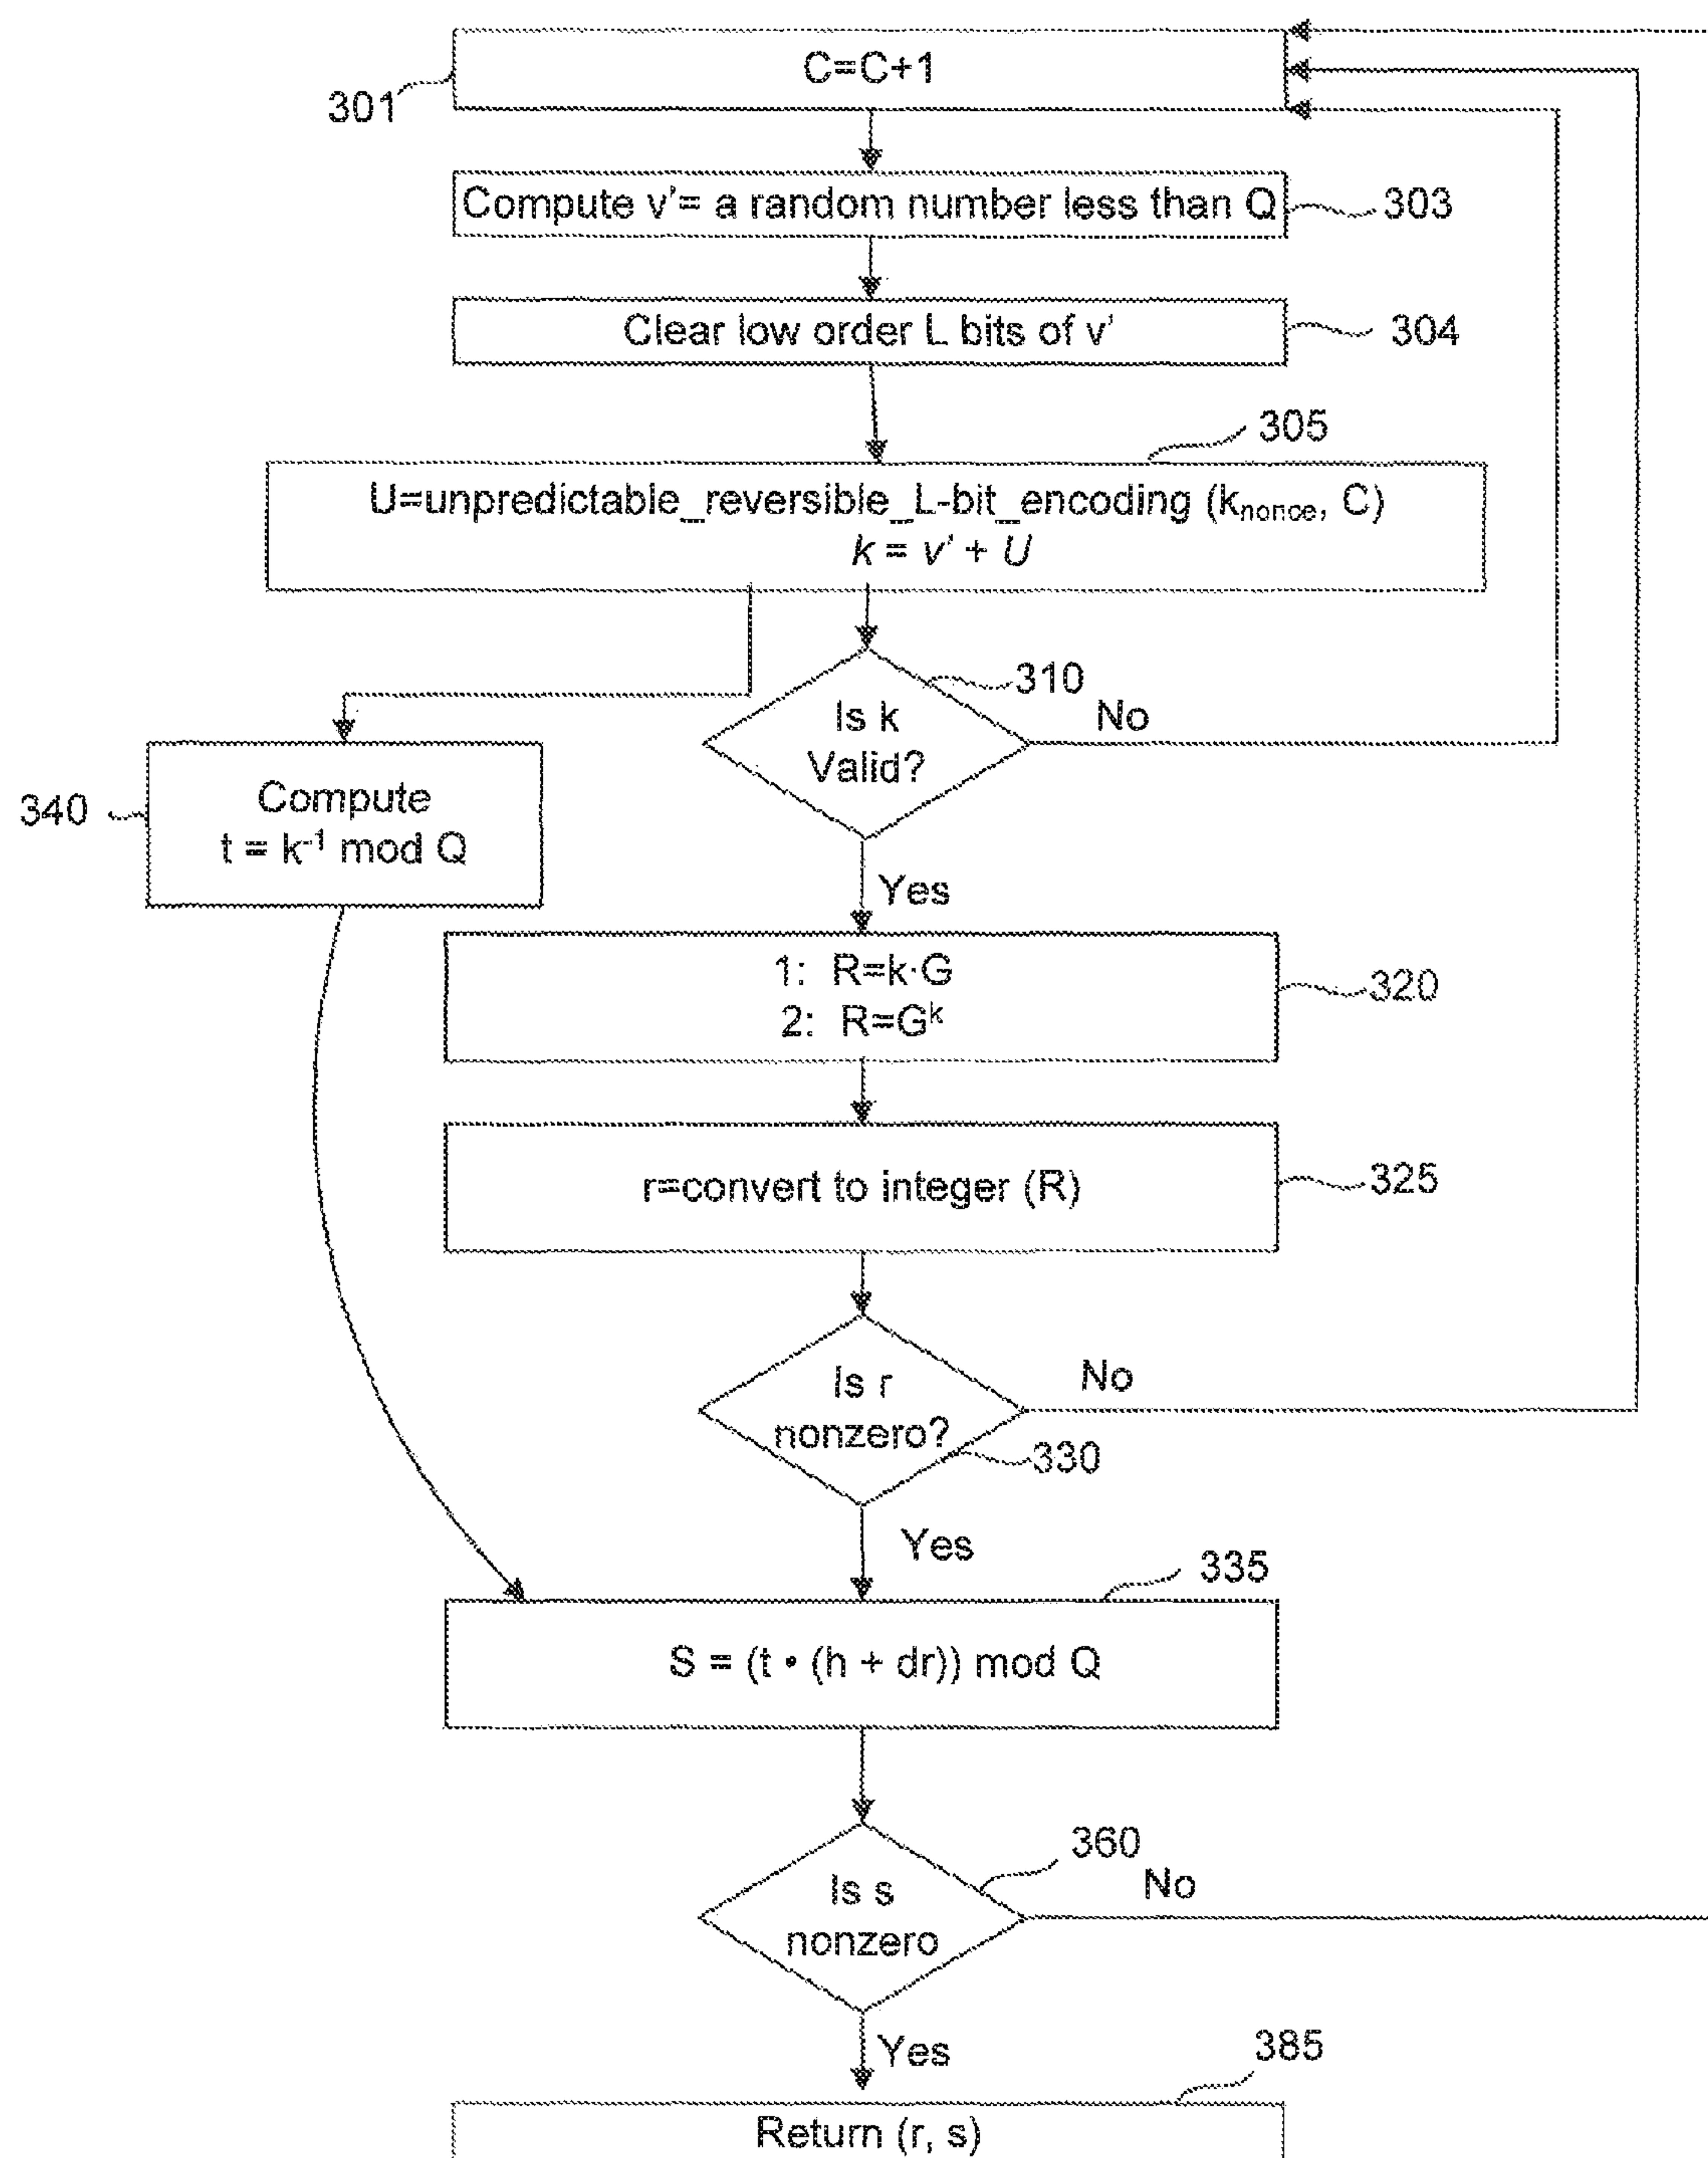 C=C+1
301
Compute v'= a random number less than Q
303
Clear low order L bits of v'
304
305
U=unpredictable_reversible_L-bit_encoding (knonce, C)
k = v' + U
310
Is k
Valid?
No
340
Compute
t = k⁻¹ mod Q
Yes
1: R=k·G
2: R=Gᵏ
320
r=convert to integer (R)
325
Is r
nonzero?
No
330
Yes
335
S = (t • (h + dr)) mod Q
360
Is s
nonzero
No
Yes
385
Return (r, s)